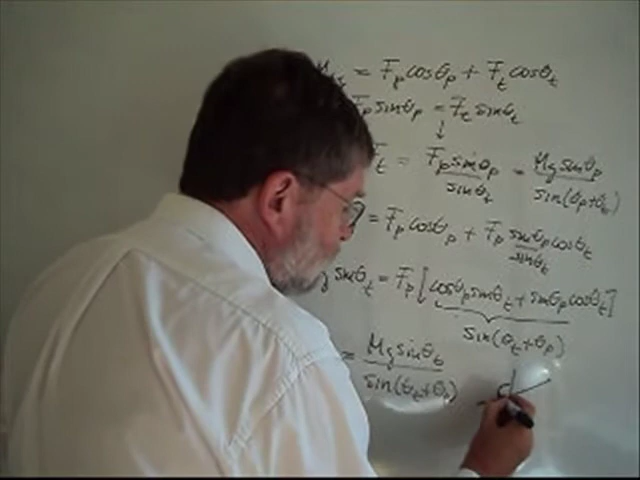 = F_p cosθ_p + F_t cosθ_t
F_p sinθ_p = F_t sinθ_t
↓
F_t = F_p sinθ_p / sinθ_t = Mg sinθ_p / sin(θ_p+θ_t)
g = F_p cosθ_p + F_p sinθ_p cosθ_t / sinθ_t
g sinθ_t = F_p [cosθ_p sinθ_t + sinθ_p cosθ_t]
sin(θ_t + θ_p)
= Mg sinθ_t / sin(θ_t+θ_p)